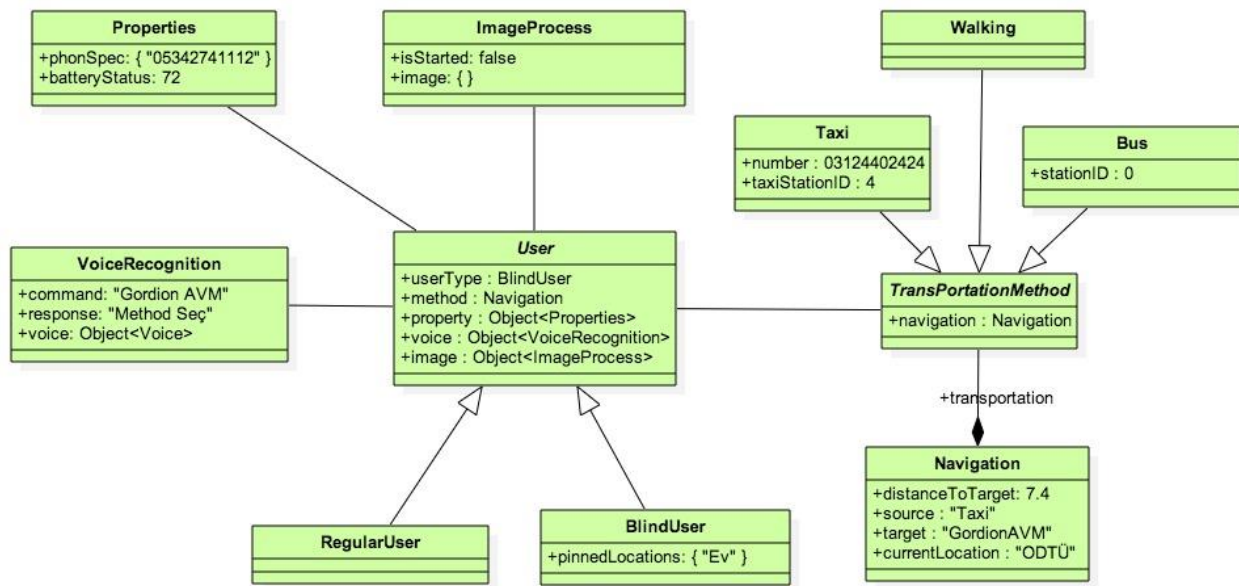 Properties
+phonSpec: { "05342741112" }
+batteryStatus: 72
ImageProcess
+isStarted: false
+image: { }
Walking
Taxi
+number : 03124402424
+taxiStationID : 4
Bus
+stationID : 0
VoiceRecognition
+command: "Gordion AVM"
+response: "Method Seç"
+voice: Object<Voice>
User
+userType : BlindUser
+method : Navigation
+property : Object<Properties>
+voice : Object<VoiceRecognition>
+image : Object<ImageProcess>
TransPortationMethod
+navigation : Navigation
+transportation
RegularUser
BlindUser
+pinnedLocations: { "Ev" }
Navigation
+distanceToTarget: 7.4
+source : "Taxi"
+target : "GordionAVM"
+currentLocation : "ODTÜ"